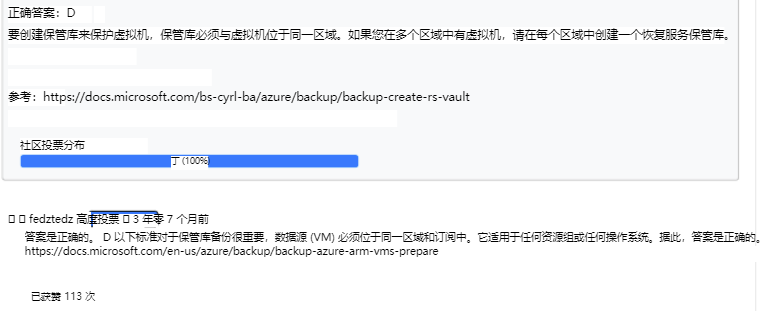 正确答案：D
要创建保管库来保护虚拟机，保管库必须与虚拟机位于同一区域。如果您在多个区域中有虚拟机，请在每个区域中创建一个恢复服务保管库。
参考：https://docs.microsoft.com/bs-cyrl-ba/azure/backup/backup-create-rs-vault
社区投票分布
丁 (100%)
fedztedz 高度投票 3 年零 7 个月前
答案是正确的。 D 以下标准对于保管库备份很重要，数据源 (VM) 必须位于同一区域和订阅中。它适用于任何资源组或任何操作系统。据此，答案是正确的。
https://docs.microsoft.com/en-us/azure/backup/backup-azure-arm-vms-prepare
已获赞 113 次